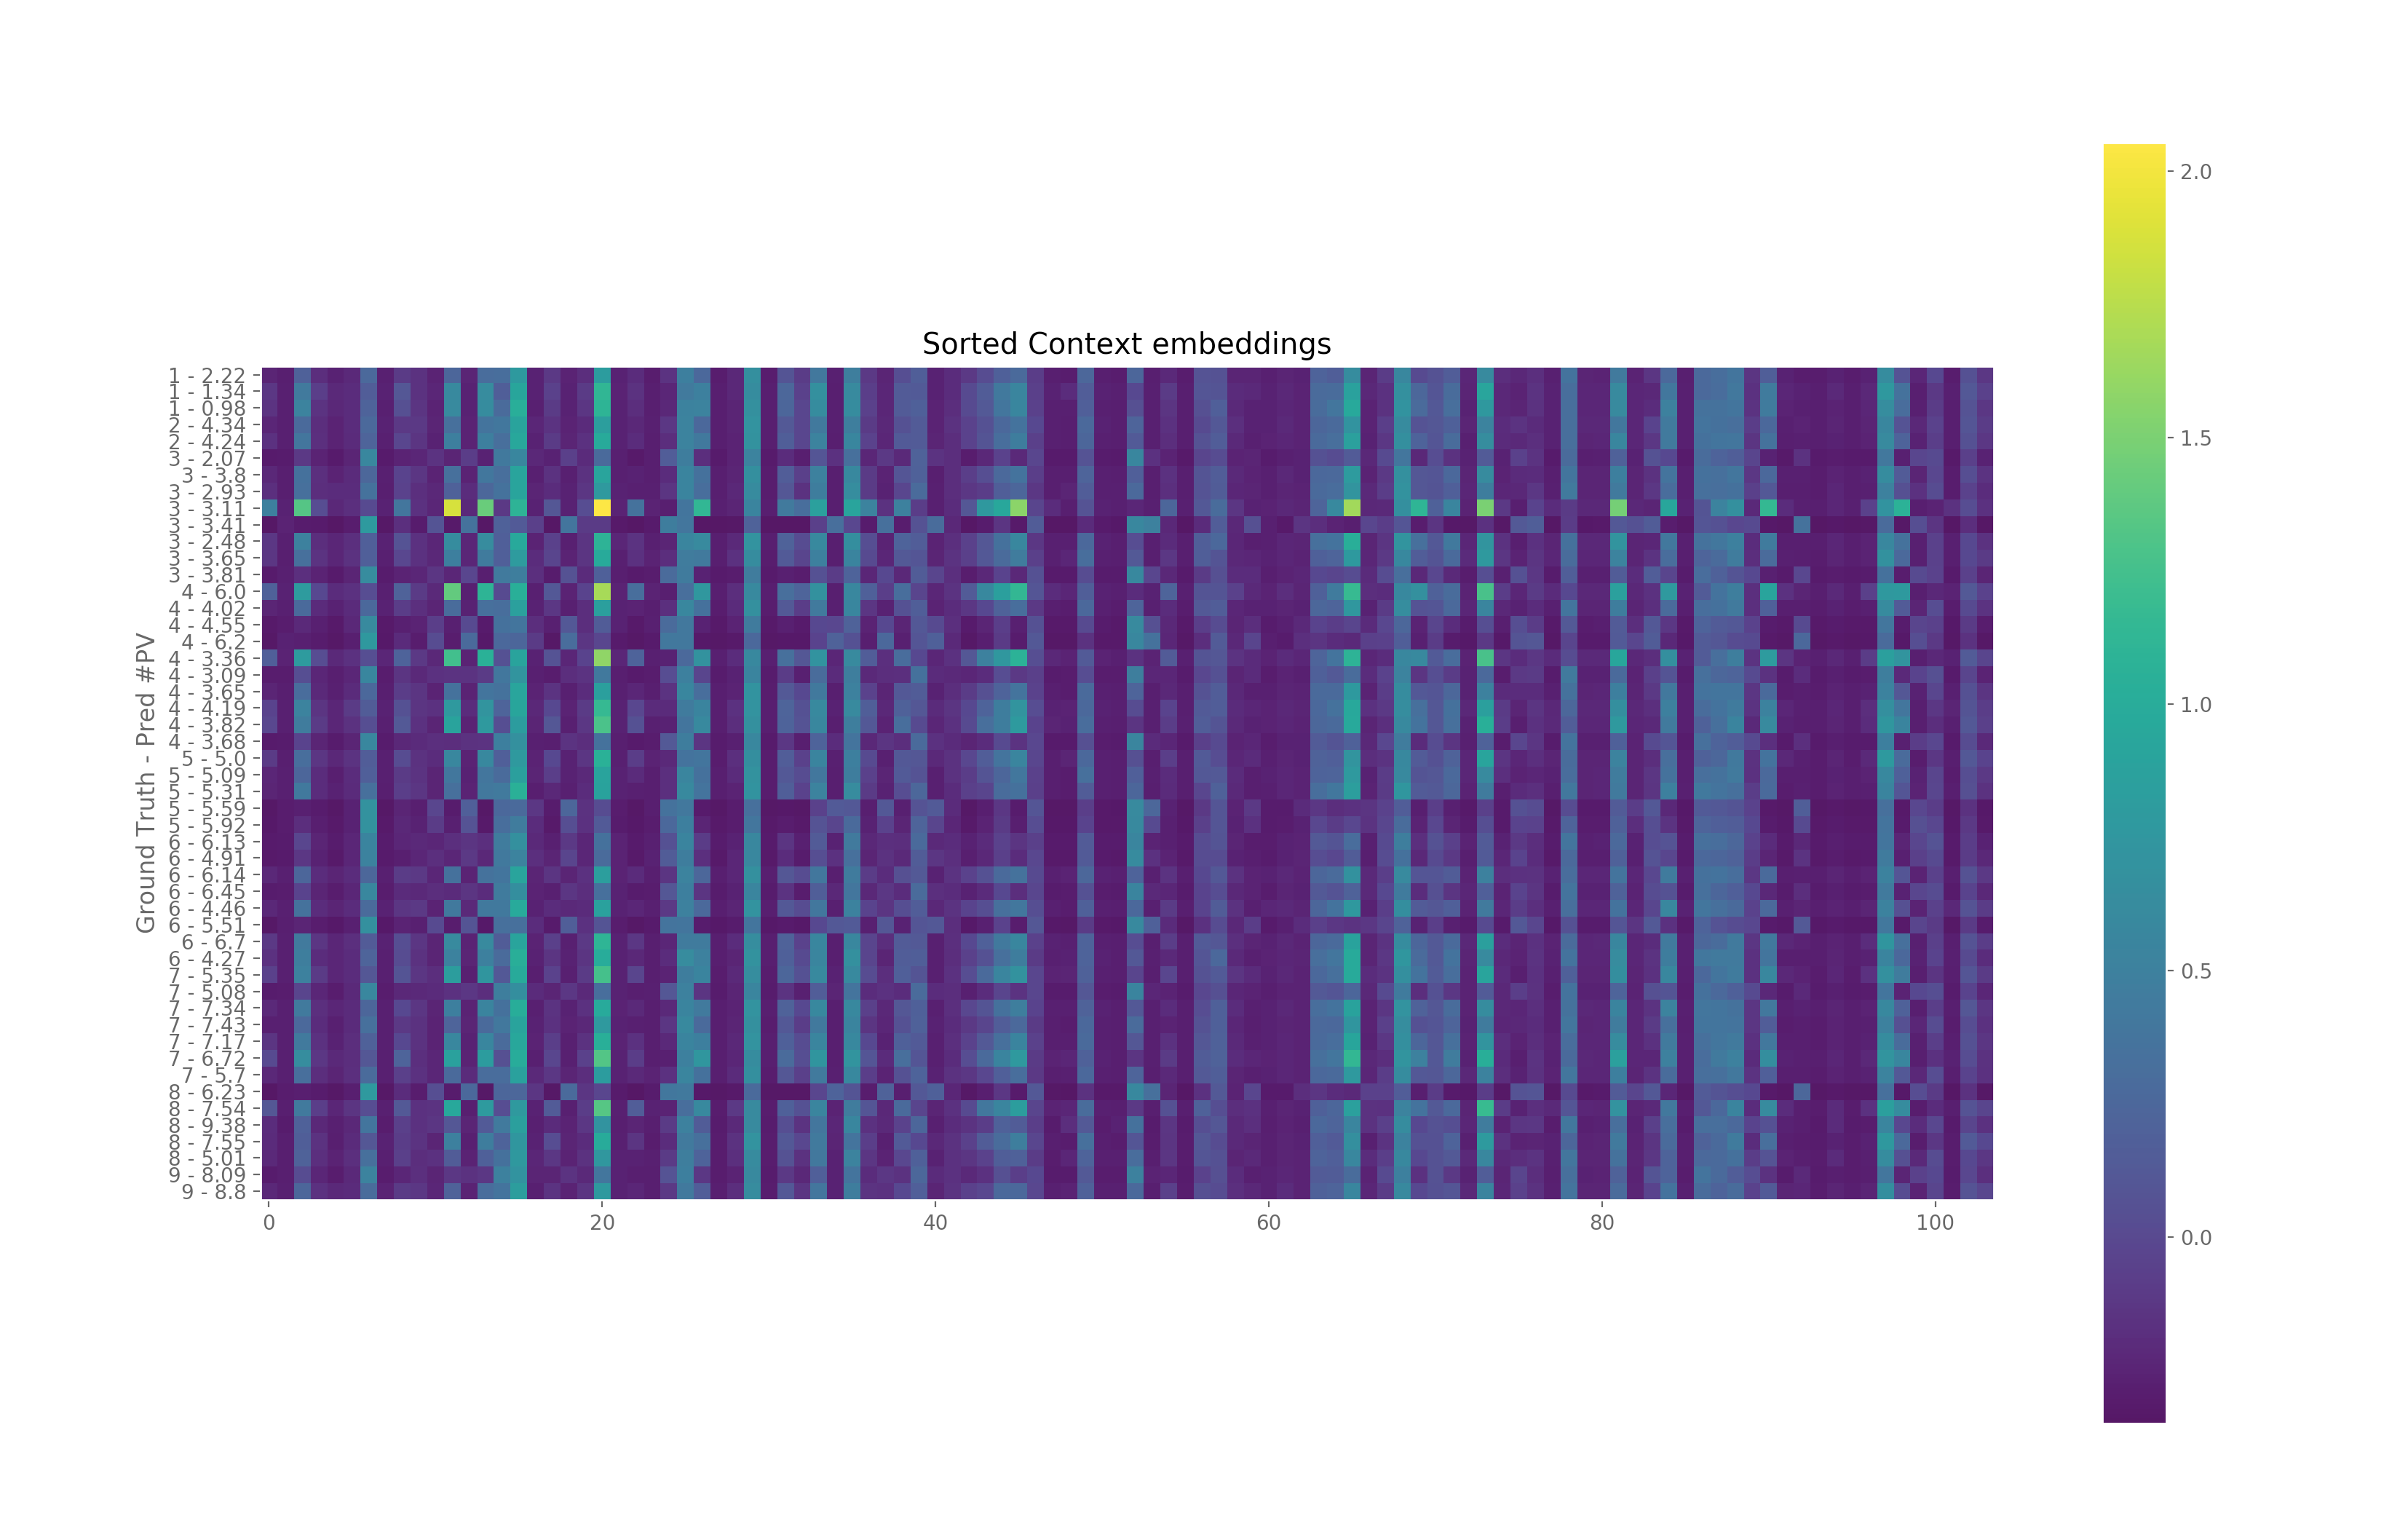 Sorted Context embeddings
Ground Truth - Pred #PV
1 - 2.22
1 - 1.34
1 - 0.98
2 - 4.34
2 - 4.24
3 - 2.07
3 - 3.8
3 - 2.93
3 - 3.11
3 - 3.41
3 - 2.48
3 - 3.65
3 - 3.81
4 - 6.0
4 - 4.02
4 - 4.55
4 - 6.2
4 - 3.36
4 - 3.09
4 - 3.65
4 - 4.19
4 - 3.82
4 - 3.68
5 - 5.0
5 - 5.09
5 - 5.31
5 - 5.59
5 - 5.92
6 - 6.13
6 - 4.91
6 - 6.14
6 - 6.45
6 - 4.46
6 - 5.51
6 - 6.7
6 - 4.27
7 - 5.35
7 - 5.08
7 - 7.34
7 - 7.43
7 - 7.17
7 - 6.72
7 - 5.7
8 - 6.23
8 - 7.54
8 - 9.38
8 - 7.55
8 - 5.01
9 - 8.09
9 - 8.8
0 20 40 60 80 100
2.0
1.5
1.0
0.5
0.0